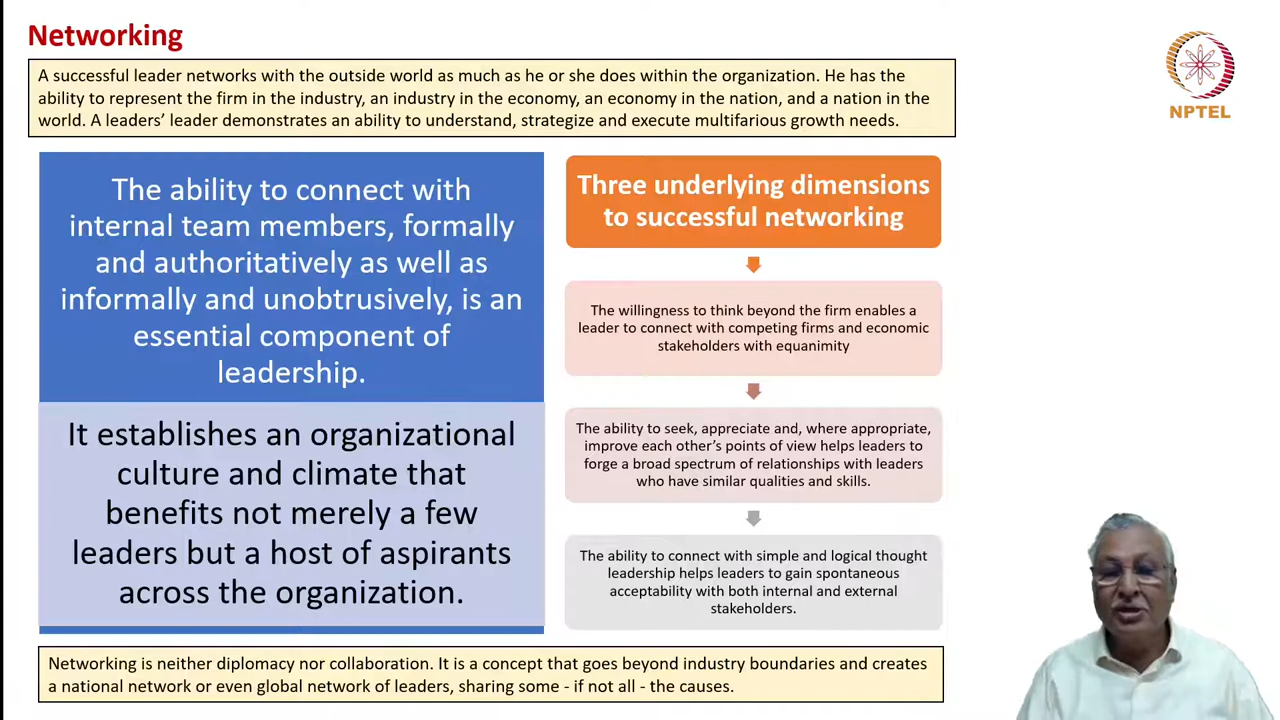 Networking
A successful leader networks with the outside world as much as he or she does within the organization. He has the
ability to represent the firm in the industry, an industry in the economy, an economy in the nation, and a nation in the
world. A leaders’ leader demonstrates an ability to understand, strategize and execute multifarious growth needs.
NPTEL
The ability to connect with
internal team members, formally
and authoritatively as well as
informally and unobtrusively, is an
essential component of
leadership.
It establishes an organizational
culture and climate that
benefits not merely a few
leaders but a host of aspirants
across the organization.
Three underlying dimensions
to successful networking
The willingness to think beyond the firm enables a
leader to connect with competing firms and economic
stakeholders with equanimity
The ability to seek, appreciate and, where appropriate,
improve each other’s points of view helps leaders to
forge a broad spectrum of relationships with leaders
who have similar qualities and skills.
The ability to connect with simple and logical thought
leadership helps leaders to gain spontaneous
acceptability with both internal and external
stakeholders.
Networking is neither diplomacy nor collaboration. It is a concept that goes beyond industry boundaries and creates
a national network or even global network of leaders, sharing some - if not all - the causes.